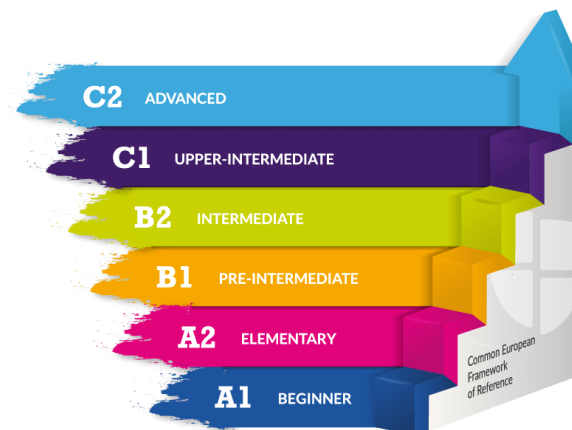 C2 ADVANCED
C1 UPPER-INTERMEDIATE
B2 INTERMEDIATE
B1 PRE-INTERMEDIATE
A2 ELEMENTARY
A1 BEGINNER
Common European
Framework
of Reference